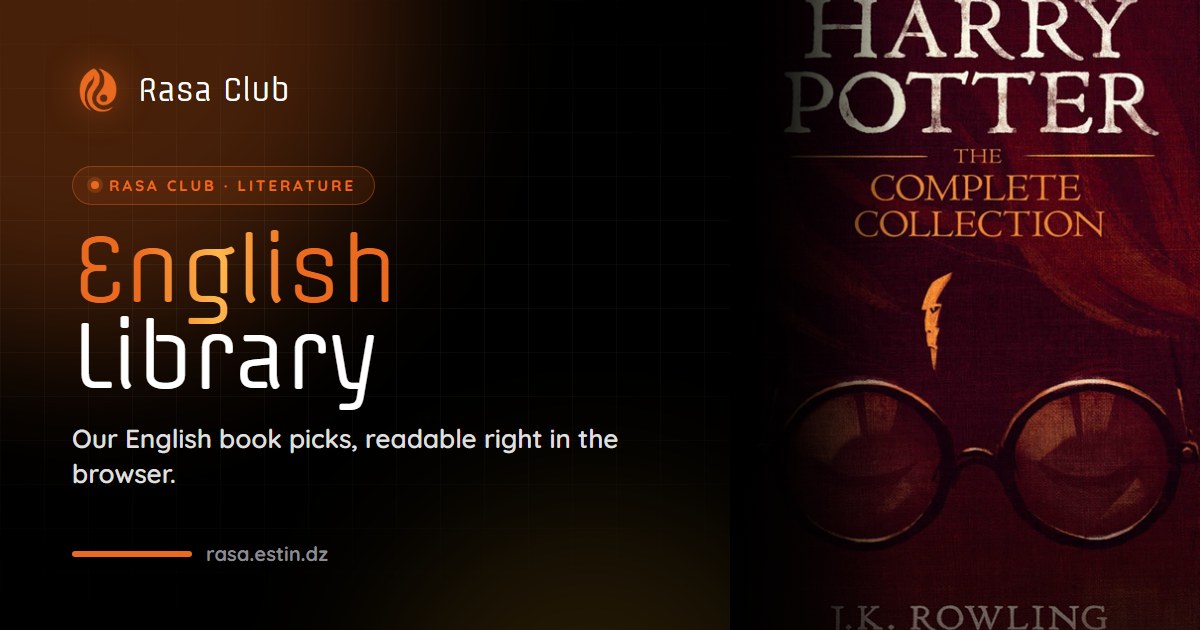 Rasa Club
RASA CLUB · LITERATURE
English
Library
Our English book picks, readable right in the
browser.
rasa.estin.dz
HARRY
POTTER
THE
COMPLETE
COLLECTION
J.K. ROWLING